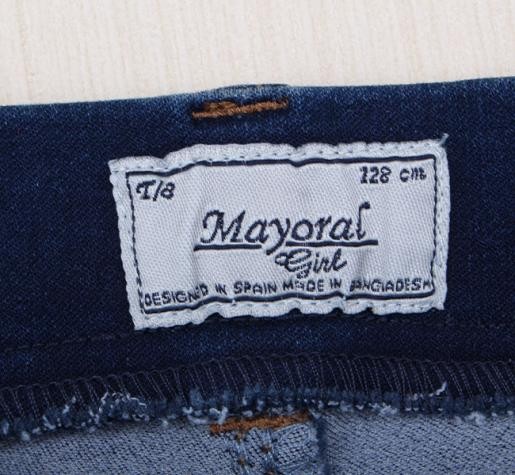 T/8 128 cm
Mayoral
Girl
DESIGNED IN SPAIN MADE IN BANGLADESH